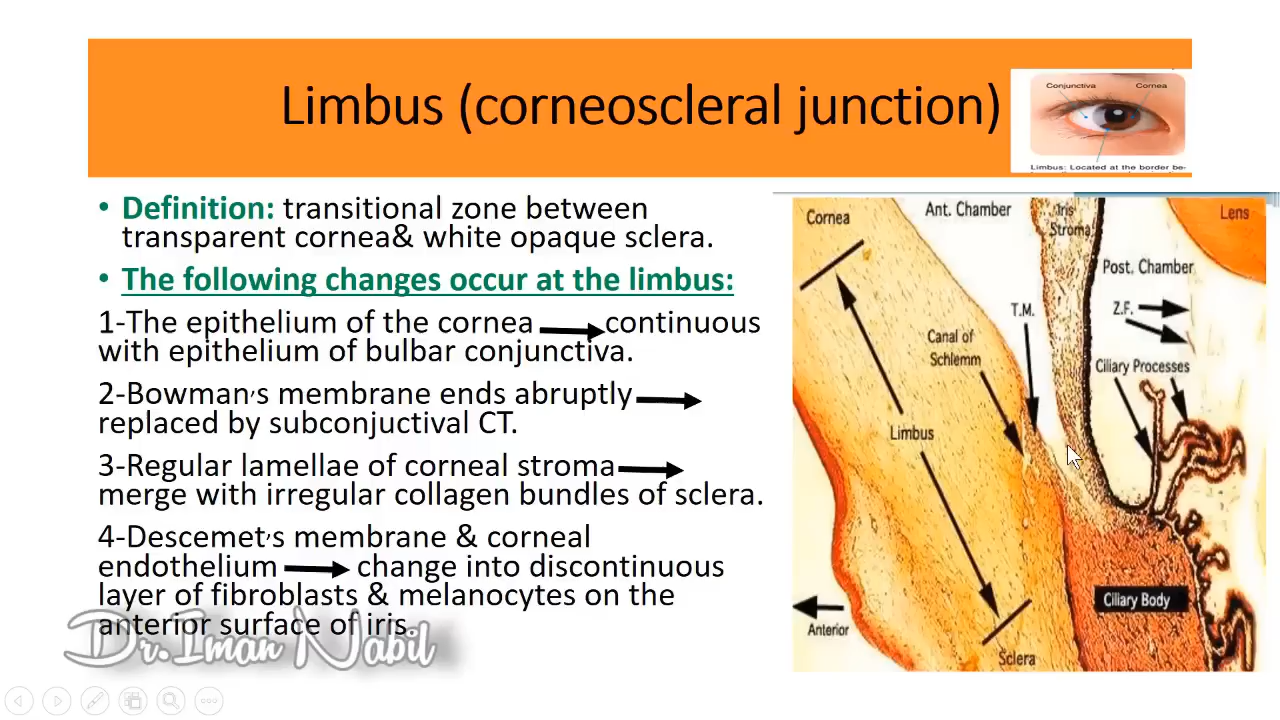 Limbus (corneoscleral junction)
Conjunctiva
Cornea
Limbus: Located at the border be-
• Definition: transitional zone between
transparent cornea& white opaque sclera.
• The following changes occur at the limbus:
1-The epithelium of the cornea continuous
with epithelium of bulbar conjunctiva.
2-Bowman,s membrane ends abruptly
replaced by subconjuctival CT.
3-Regular lamellae of corneal stroma
merge with irregular collagen bundles of sclera.
4-Descemet,s membrane & corneal
endothelium change into discontinuous
layer of fibroblasts & melanocytes on the
anterior surface of iris.
Dr.Iman Nabil
Cornea
Ant. Chamber
Iris
Stroma
Lens
Post. Chamber
T.M.
Z.F.
Canal of
Schlemm
Ciliary Processes
Limbus
Ciliary Body
Anterior
Sclera